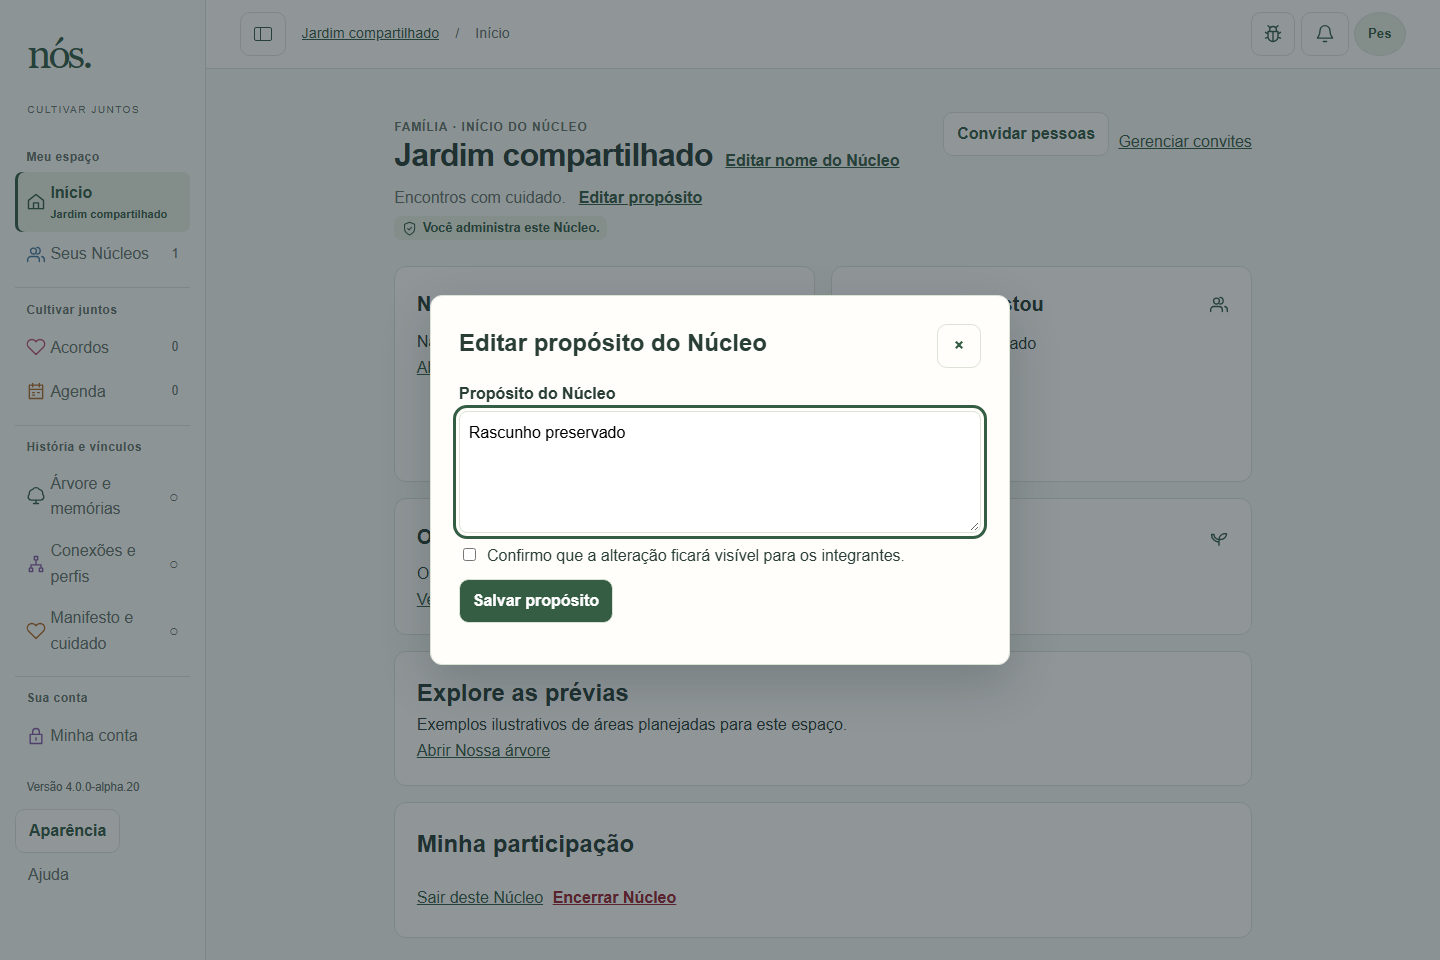 nós.
CULTIVAR JUNTOS
Meu espaço
Início
Jardim compartilhado
Seus Núcleos 1
Cultivar juntos
Acordos 0
Agenda 0
História e vínculos
Árvore e
memórias
Conexões e
perfis
Manifesto e
cuidado
Sua conta
Minha conta
Versão 4.0.0-alpha.20
Aparência
Ajuda
Jardim compartilhado / Início
Pes
FAMÍLIA · INÍCIO DO NÚCLEO
Jardim compartilhado Editar nome do Núcleo
Convidar pessoas Gerenciar convites
Encontros com cuidado. Editar propósito
Você administra este Núcleo.
Editar propósito do Núcleo
×
Propósito do Núcleo
Rascunho preservado
Confirmo que a alteração ficará visível para os integrantes.
Salvar propósito
Explore as prévias
Exemplos ilustrativos de áreas planejadas para este espaço.
Abrir Nossa árvore
Minha participação
Sair deste Núcleo Encerrar Núcleo